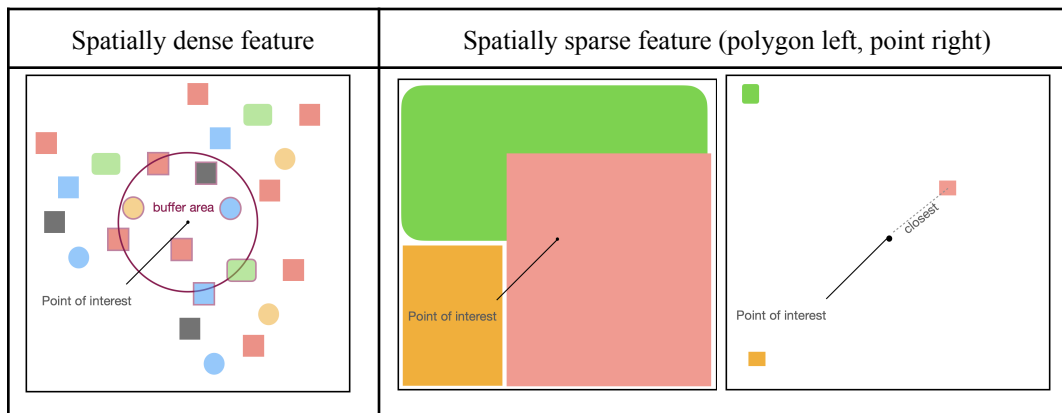 Spatially dense feature
Spatially sparse feature (polygon left, point right)
buffer area
Point of interest
Point of interest
closest
Point of interest